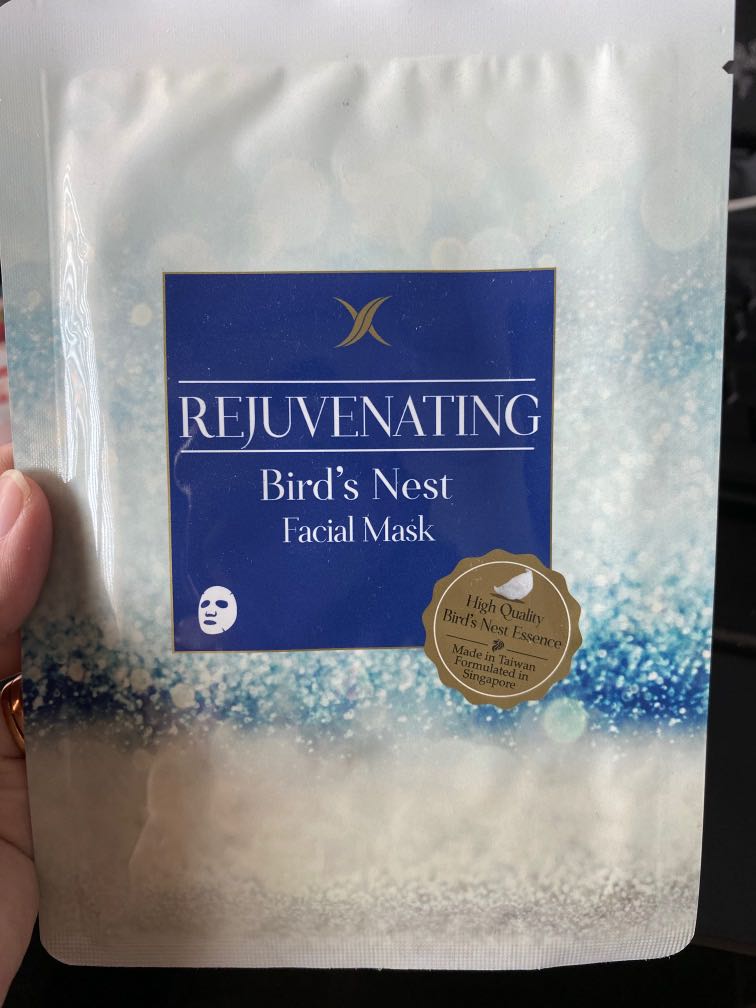 REJUVENATING
Bird's Nest
Facial Mask
High Quality
Bird's Nest Essence
Made in Taiwan
Formulated in
Singapore